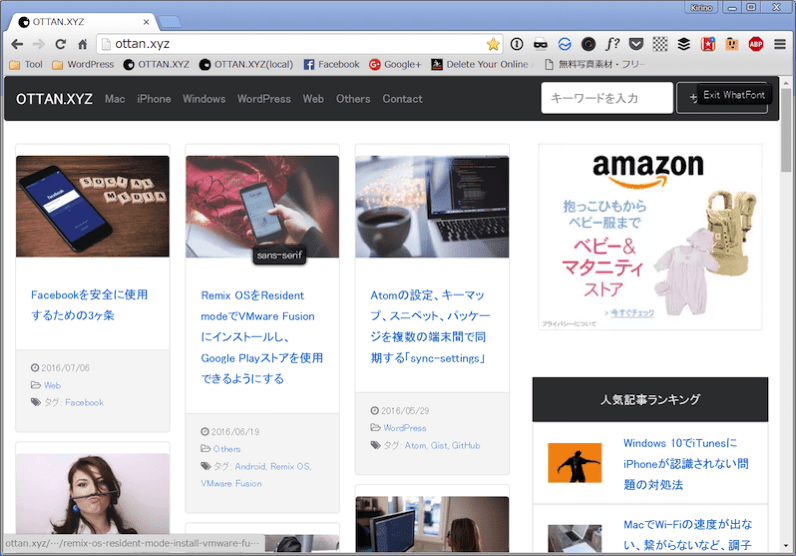 Kirino
OTTAN.XYZ
ottan.xyz
f?
ABP
Tool
WordPress
OTTAN.XYZ
OTTAN.XYZ(local)
Facebook
Google+
Delete Your Online
無料写真素材・フリー
OTTAN.XYZ
Mac
iPhone
Windows
WordPress
Web
Others
Contact
キーワードを入力
Exit WhatFont
facebook
SOCIAL
MEDIA
sans-serif
Facebookを安全に使用
するための3ヶ条
2016/07/06
Web
タグ: Facebook
Remix OSをResident
modeでVMware Fusion
にインストールし、
Google Playストアを使用
できるようにする
2016/06/19
Others
タグ: Android, Remix OS,
VMware Fusion
Atomの設定、キーマッ
プ、スニペット、パッケー
ジを複数の端末間で同
期する「sync-settings」
2016/05/29
WordPress
タグ: Atom, Gist, GitHub
amazon
抱っこひもから
ベビー服まで
ベビー&
マタニティ
ストア
>今すぐチェック
プライバシーについて
人気記事ランキング
Windows 10でiTunesに
iPhoneが認識されない問
題の対処法
MacでWi-Fiの速度が出な
い、繋がらないなど、調子
ottan.xyz/…/remix-os-resident-mode-install-vmware-fu…